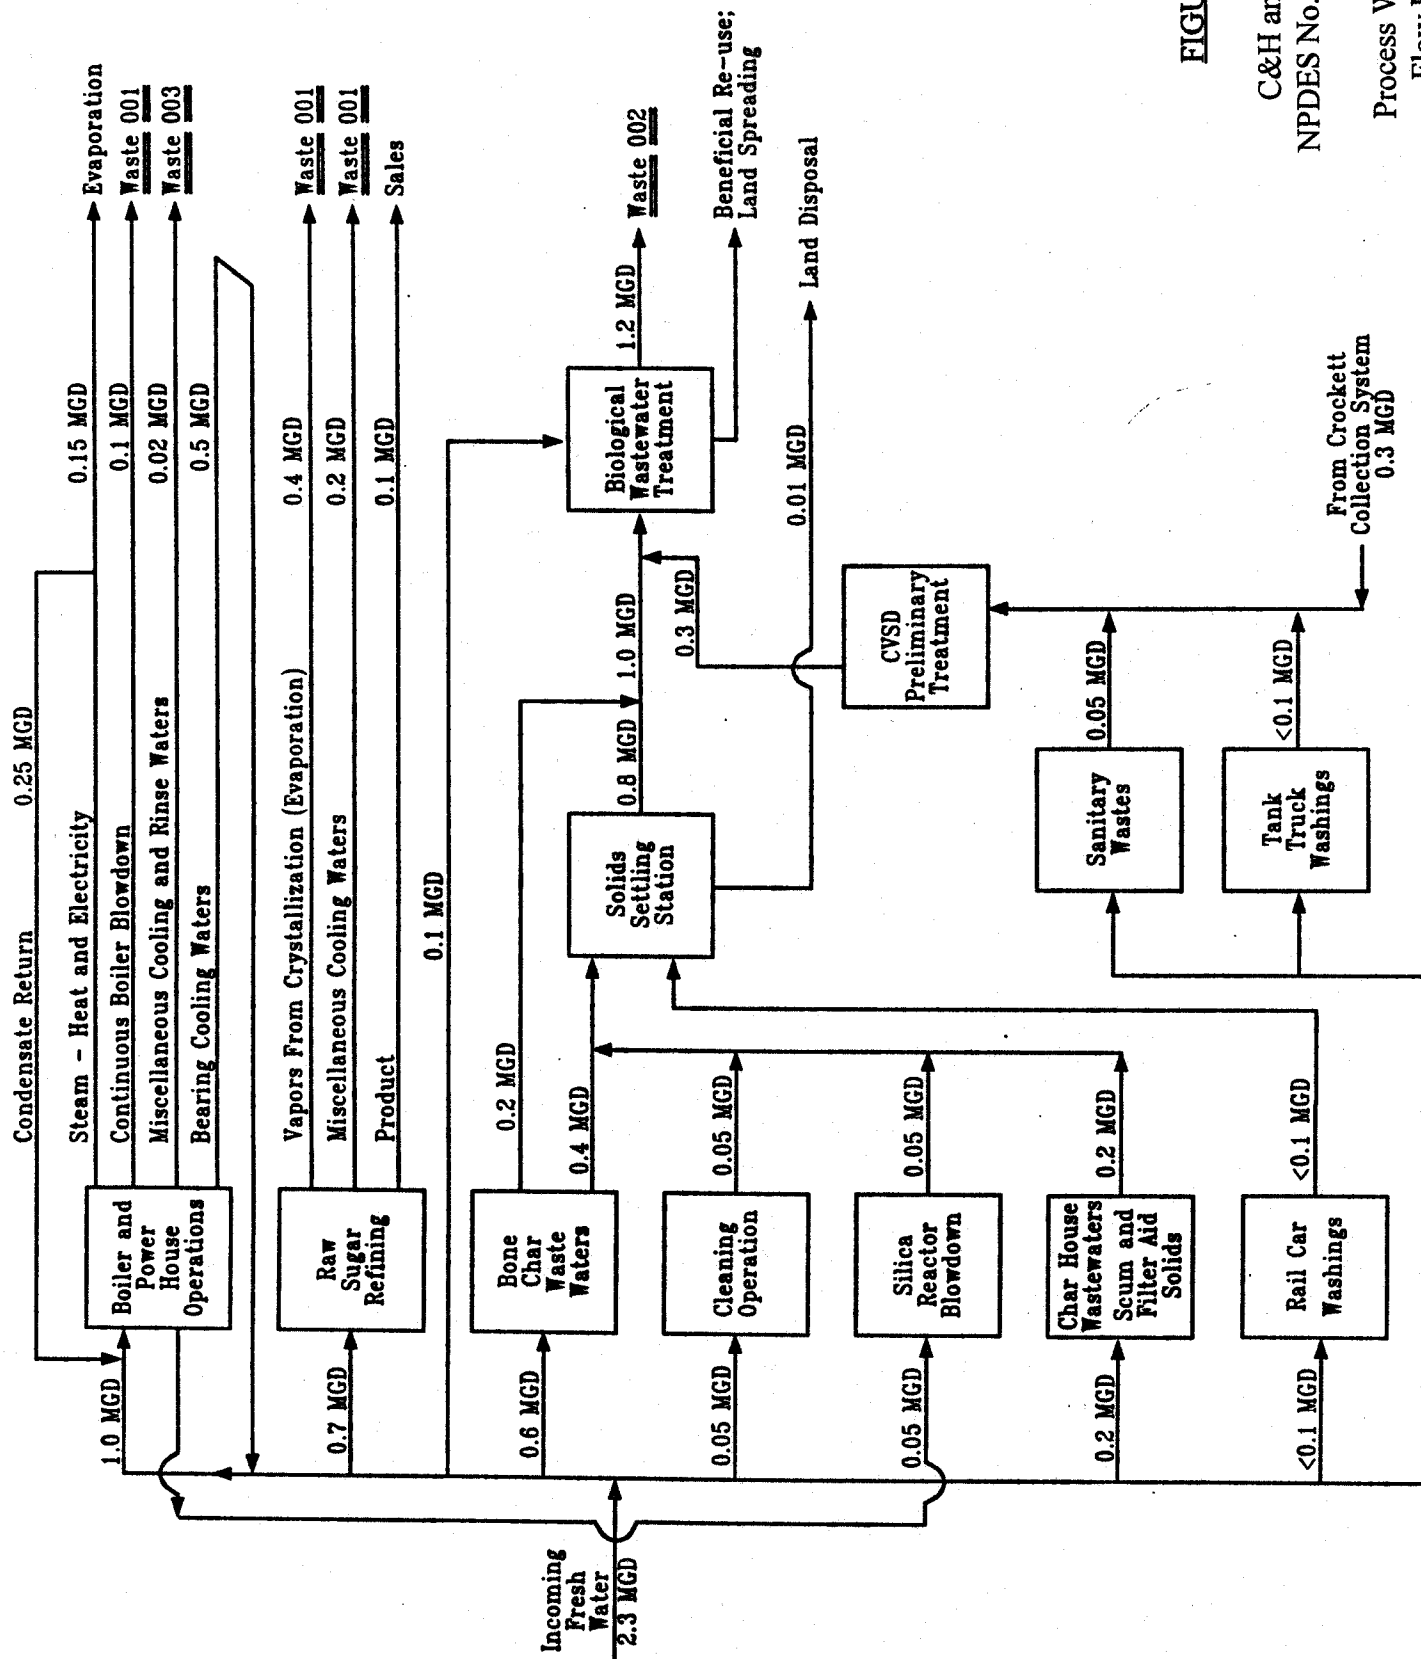 Condensate Return
0.25 MGD
Steam - Heat and Electricity
0.15 MGD
Evaporation
Continuous Boiler Blowdown
0.1 MGD
Waste 001
Miscellaneous Cooling and Rinse Waters
0.02 MGD
Waste 003
Bearing Cooling Waters
0.5 MGD
1.0 MGD
Boiler and
Power
House
Operations
Vapors From Crystallization (Evaporation)
0.4 MGD
Waste 001
Miscellaneous Cooling Waters
0.2 MGD
Waste 001
Product
0.1 MGD
Sales
0.7 MGD
Raw
Sugar
Refining
0.1 MGD
0.2 MGD
0.6 MGD
Bone
Char
Waste
Waters
0.4 MGD
Incoming
Fresh
Water
2.3 MGD
Solids
Settling
Station
0.8 MGD
1.0 MGD
0.3 MGD
Biological
Wastewater
Treatment
1.2 MGD
Waste 002
Beneficial Re-use;
Land Spreading
0.01 MGD
Land Disposal
0.05 MGD
Cleaning
Operation
0.05 MGD
0.05 MGD
Silica
Reactor
Blowdown
0.05 MGD
CVSD
Preliminary
Treatment
0.2 MGD
Char House
Wastewaters
Scum and
Filter Aid
Solids
0.2 MGD
Sanitary
Wastes
0.05 MGD
<0.1 MGD
Rail Car
Washings
<0.1 MGD
Tank
Truck
Washings
<0.1 MGD
From Crockett
Collection System
0.3 MGD
FIGU
C&H an
NPDES No.
Process